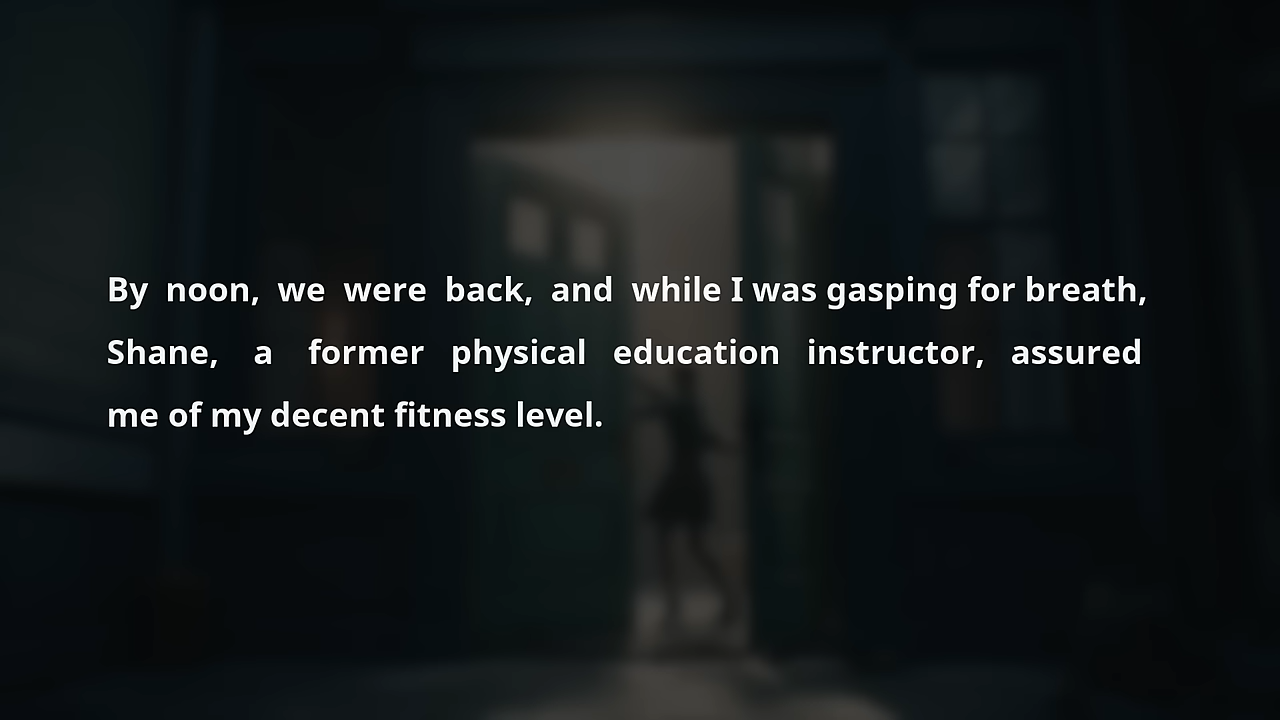 By noon, we were back, and while I was gasping for breath,
Shane, a former physical education instructor, assured
me of my decent fitness level.